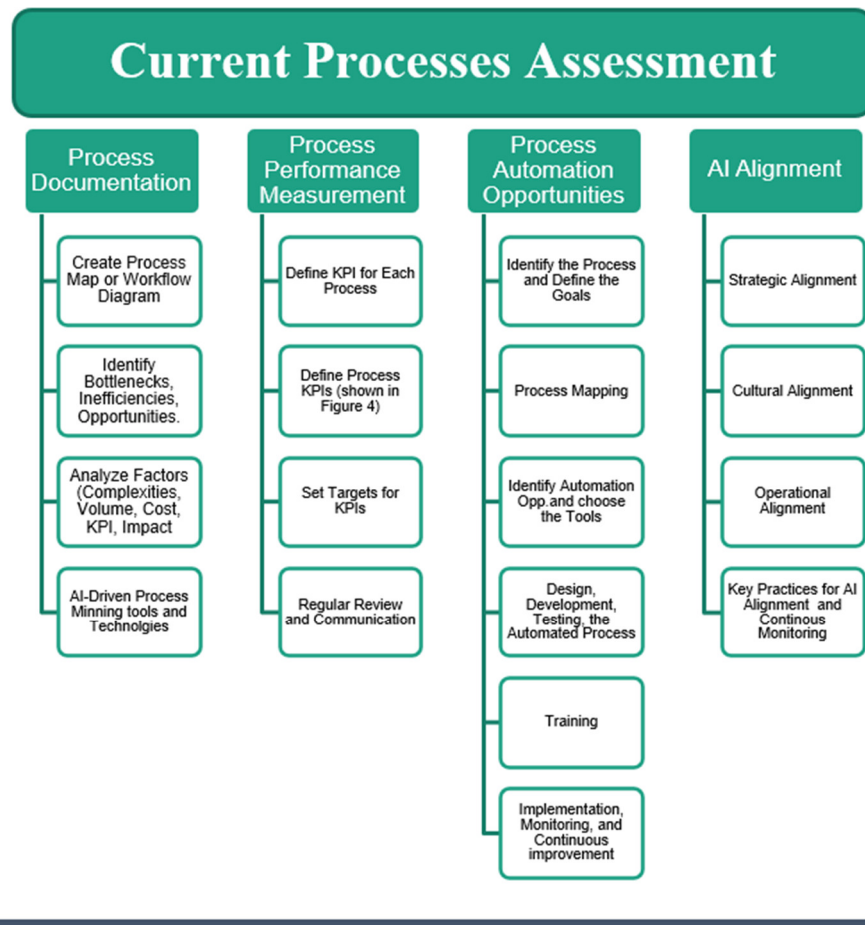 Current Processes Assessment
Process
Documentation
Create Process
Map or Workflow
Diagram
Identify
Bottlenecks,
Inefficiencies,
Opportunities.
Analyze Factors
(Complexities,
Volume, Cost,
KPI, Impact
AI-Driven Process
Minning tools and
Technolgies
Process
Performance
Measurement
Define KPI for Each
Process
Define Process
KPIs (shown in
Figure 4)
Set Targets for
KPIs
Regular Review
and Communication
Process
Automation
Opportunities
Identify the Process
and Define the
Goals
Process Mapping
Identify Automation
Opp.and choose
the Tools
Design,
Development,
Testing, the
Automated Process
Training
Implementation,
Monitoring, and
Continuous
improvement
AI Alignment
Strategic Alignment
Cultural Alignment
Operational
Alignment
Key Practices for AI
Alignment and
Continous
Monitoring